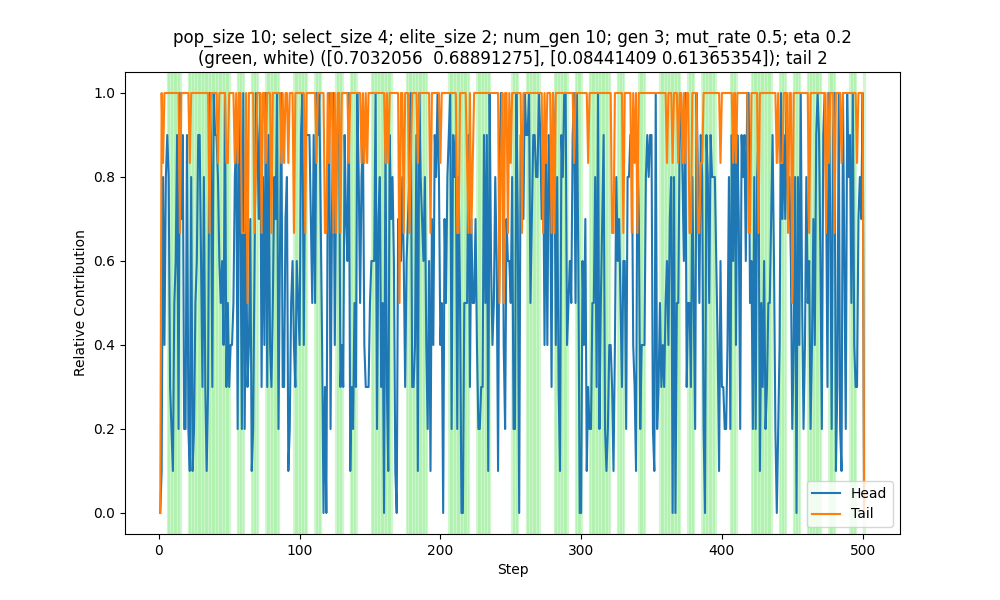 pop_size 10; select_size 4; elite_size 2; num_gen 10; gen 3; mut_rate 0.5; eta 0.2
(green, white) ([0.7032056  0.68891275], [0.08441409 0.61365354]); tail 2
1.0
0.8
0.6
0.4
0.2
0.0
Relative Contribution
Head
Tail
0
100
200
300
400
500
Step